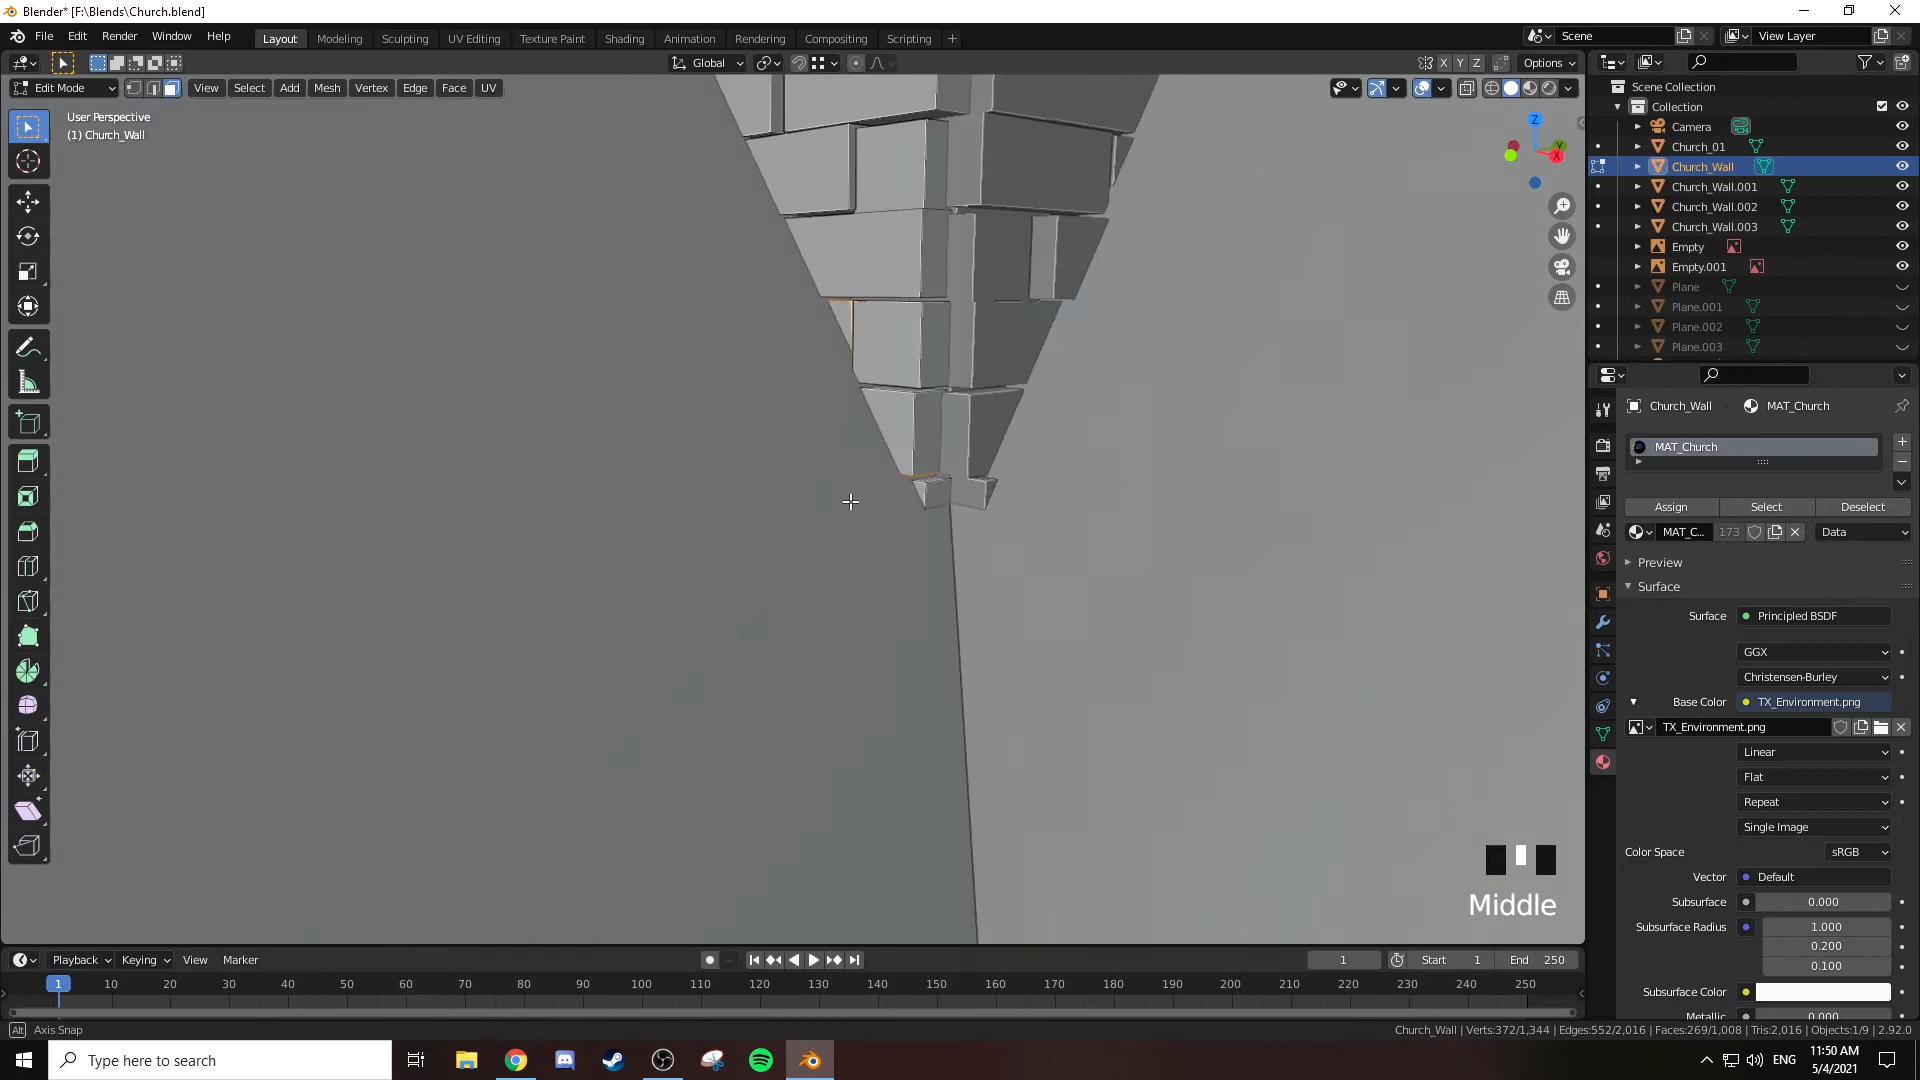 Blender* [F:\Blends\Church.blend]
File Edit Render Window Help Layout Modeling Sculpting UV Editing Texture Paint Shading Animation Rendering Compositing Scripting + Scene View Layer
Global X Y Z Options
Edit Mode View Select Add Mesh Vertex Edge Face UV
User Perspective
(1) Church_Wall
Z
Y
X
Scene Collection
Collection
Camera
Church_01
Church_Wall
Church_Wall.001
Church_Wall.002
Church_Wall.003
Empty
Empty.001
Plane
Plane.001
Plane.002
Plane.003
Church_Wall MAT_Church
MAT_Church
Assign Select Deselect
MAT_C... 173 Data
Preview
Surface
Surface Principled BSDF
GGX
Christensen-Burley
Base Color TX_Environment.png
TX_Environment.png
Linear
Flat
Repeat
Single Image
Color Space sRGB
Vector Default
Subsurface 0.000
Subsurface Radius 1.000
0.200
0.100
Subsurface Color
Metallic 0.000
Middle
Playback Keying View Marker 1 Start 1 End 250
1 10 20 30 40 50 60 70 80 90 100 110 120 130 140 150 160 170 180 190 200 210 220 230 240 250
Alt Axis Snap
Church_Wall | Verts:372/1,344 | Edges:552/2,016 | Faces:269/1,008 | Tris:2,016 | Objects:1/9 | 2.92.0
Type here to search
ENG
11:50 AM
5/4/2021